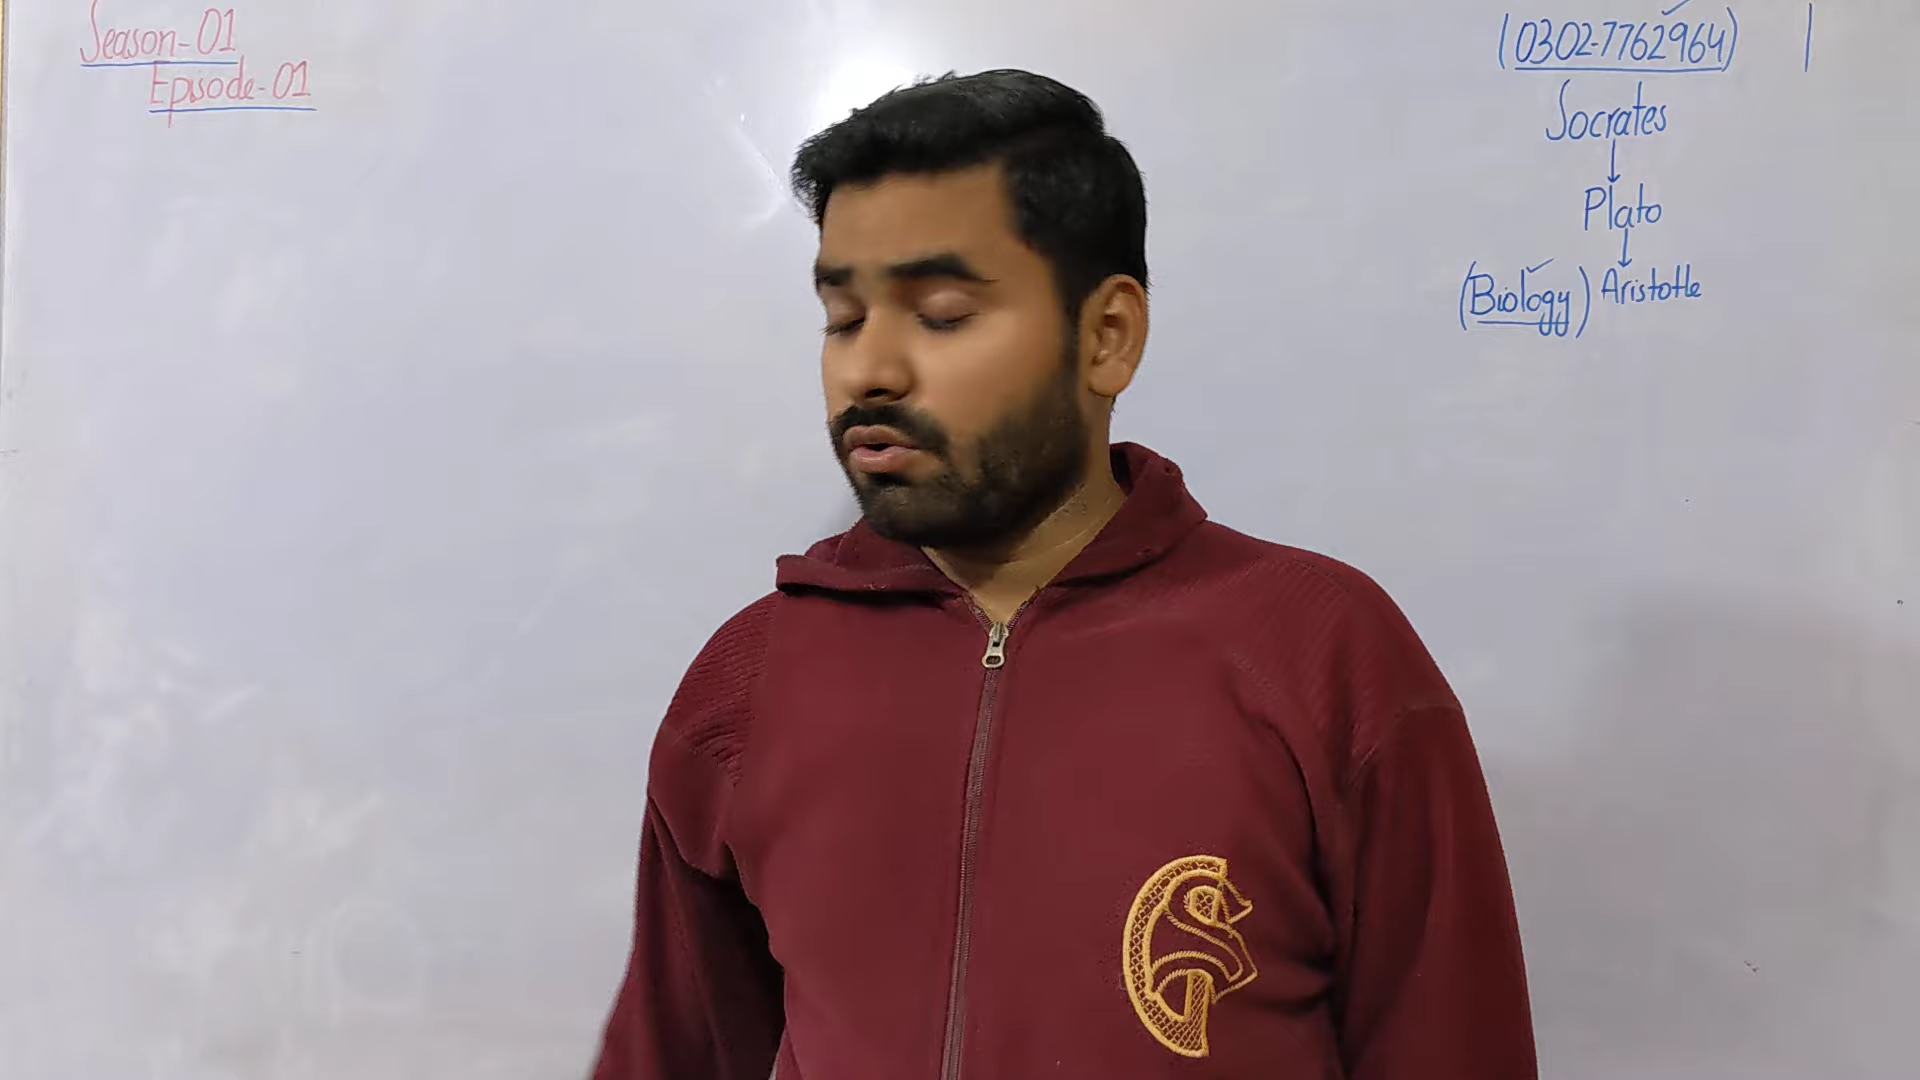 Season-01
Episode-01
(0302-7762964) |
Socrates
↓
Plato
↓
(Biology) Aristotle